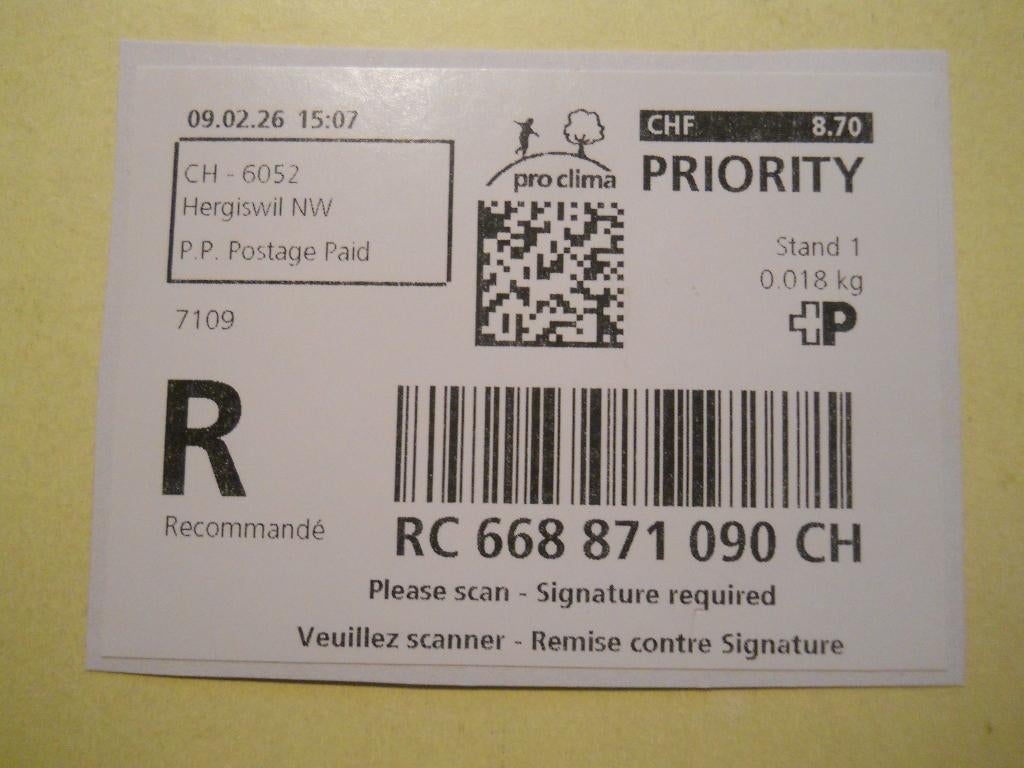 09.02.26 15:07
CH - 6052
Hergiswil NW
P.P. Postage Paid
7109
pro clima
CHF 8.70
PRIORITY
Stand 1
0.018 kg
P
R
Recommandé
RC 668 871 090 CH
Please scan - Signature required
Veuillez scanner - Remise contre Signature